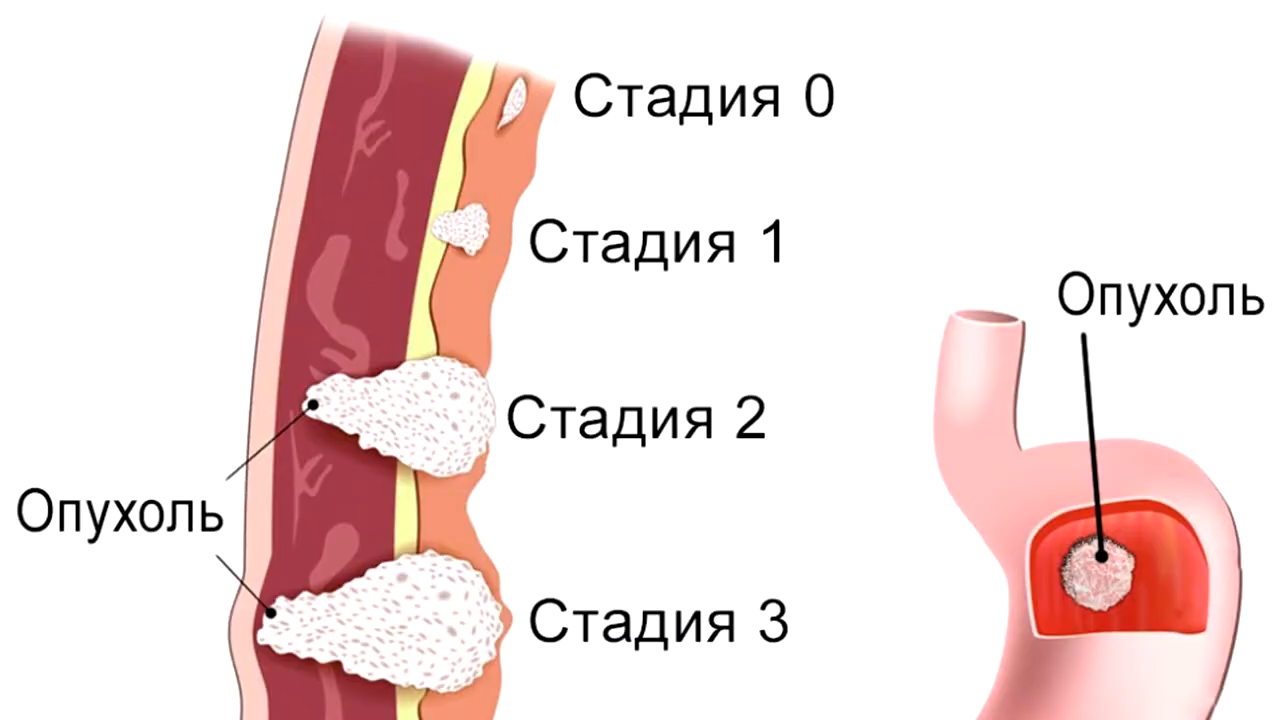 Стадия 0
Стадия 1
Опухоль
Стадия 2
Опухоль
Стадия 3